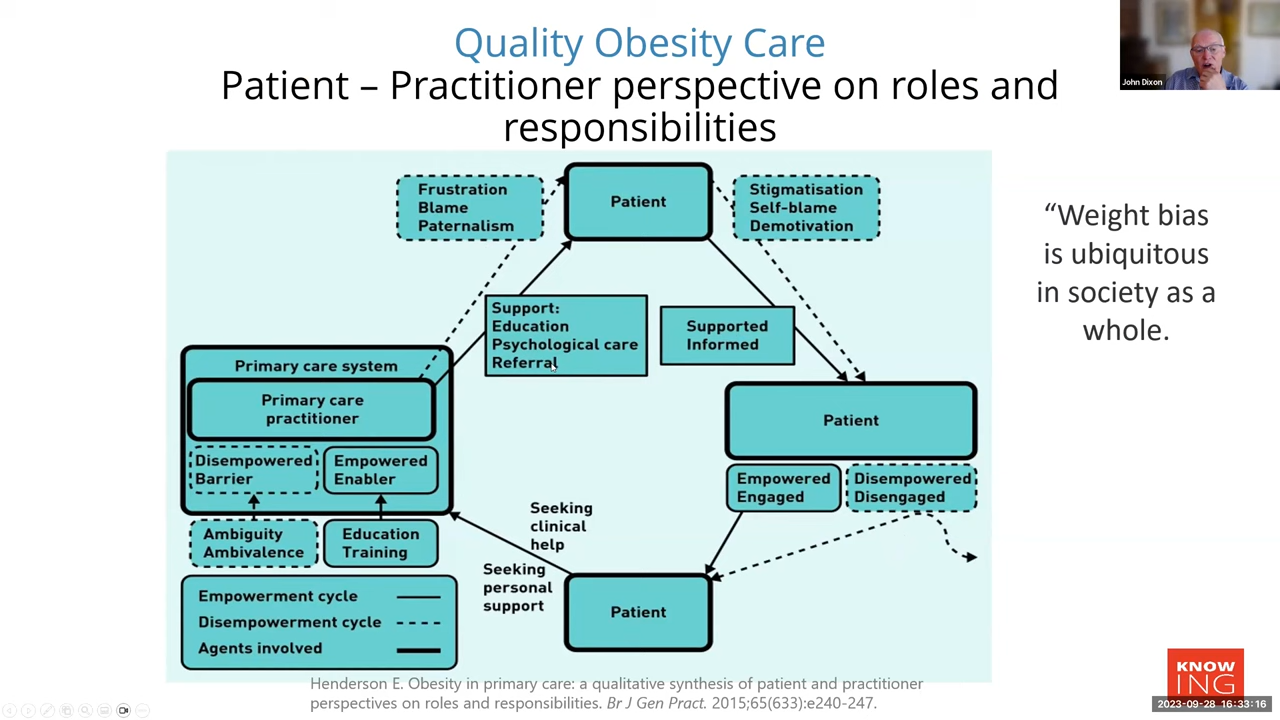 Quality Obesity Care
Patient – Practitioner perspective on roles and
responsibilities
John Dixon
Frustration
Blame
Paternalism
Patient
Stigmatisation
Self-blame
Demotivation
“Weight bias
is ubiquitous
in society as a
whole.
Support:
Education
Psychological care
Referral
Supported
Informed
Primary care system
Primary care
practitioner
Disempowered
Barrier
Empowered
Enabler
Ambiguity
Ambivalence
Education
Training
Patient
Empowered
Engaged
Disempowered
Disengaged
Seeking
clinical
help
Seeking
personal
support
Patient
Empowerment cycle
Disempowerment cycle
Agents involved
Henderson E. Obesity in primary care: a qualitative synthesis of patient and practitioner
perspectives on roles and responsibilities. Br J Gen Pract. 2015;65(633):e240-247.
KNOW
ING
2023-09-28 16:33:16